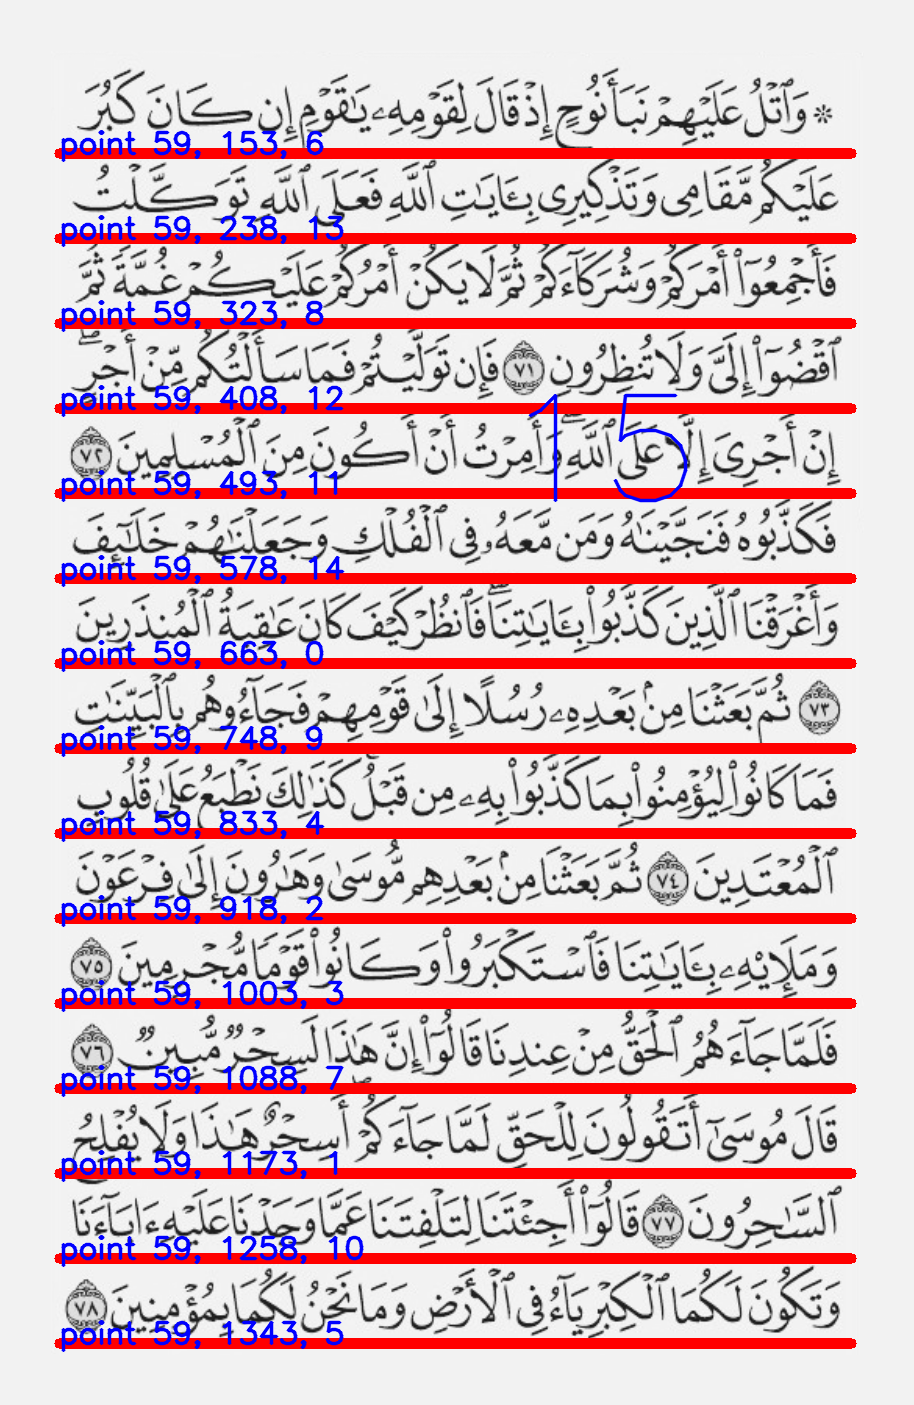 ۞ وَٱتْلُ عَلَيْهِمْ نَبَأَ نُوحٍ إِذْ قَالَ لِقَوْمِهِۦ يَٰقَوْمِ إِن كَانَ كَبُرَ
point 59, 153, 6
عَلَيْكُم مَّقَامِى وَتَذْكِيرِى بِـَٔايَٰتِ ٱللَّهِ فَعَلَى ٱللَّهِ تَوَكَّلْتُ
point 59, 238, 13
فَأَجْمِعُوٓا۟ أَمْرَكُمْ وَشُرَكَآءَكُمْ ثُمَّ لَا يَكُنْ أَمْرُكُمْ عَلَيْكُمْ غُمَّةً ثُمَّ
point 59, 323, 8
ٱقْضُوٓا۟ إِلَىَّ وَلَا تُنظِرُونِ ٧١ فَإِن تَوَلَّيْتُمْ فَمَا سَأَلْتُكُم مِّنْ أَجْرٍ ۖ
point 59, 408, 12
15
إِنْ أَجْرِىَ إِلَّا عَلَى ٱللَّهِ ۖ وَأُمِرْتُ أَنْ أَكُونَ مِنَ ٱلْمُسْلِمِينَ ٧٢
point 59, 493, 11
فَكَذَّبُوهُ فَنَجَّيْنَٰهُ وَمَن مَّعَهُۥ فِى ٱلْفُلْكِ وَجَعَلْنَٰهُمْ خَلَٰٓئِفَ
point 59, 578, 14
وَأَغْرَقْنَا ٱلَّذِينَ كَذَّبُوا۟ بِـَٔايَٰتِنَا ۖ فَٱنظُرْ كَيْفَ كَانَ عَٰقِبَةُ ٱلْمُنذَرِينَ
point 59, 663, 0
٧٣ ثُمَّ بَعَثْنَا مِنۢ بَعْدِهِۦ رُسُلًا إِلَىٰ قَوْمِهِمْ فَجَآءُوهُم بِٱلْبَيِّنَٰتِ
point 59, 748, 9
فَمَا كَانُوا۟ لِيُؤْمِنُوا۟ بِمَا كَذَّبُوا۟ بِهِۦ مِن قَبْلُ ۚ كَذَٰلِكَ نَطْبَعُ عَلَىٰ قُلُوبِ
point 59, 833, 4
ٱلْمُعْتَدِينَ ٧٤ ثُمَّ بَعَثْنَا مِنۢ بَعْدِهِم مُّوسَىٰ وَهَٰرُونَ إِلَىٰ فِرْعَوْنَ
point 59, 918, 2
وَمَلَإِي۟هِۦ بِـَٔايَٰتِنَا فَٱسْتَكْبَرُوا۟ وَكَانُوا۟ قَوْمًا مُّجْرِمِينَ ٧٥
point 59, 1003, 3
فَلَمَّا جَآءَهُمُ ٱلْحَقُّ مِنْ عِندِنَا قَالُوٓا۟ إِنَّ هَٰذَا لَسِحْرٌ مُّبِينٌ ٧٦
point 59, 1088, 7
قَالَ مُوسَىٰٓ أَتَقُولُونَ لِلْحَقِّ لَمَّا جَآءَكُمْ ۖ أَسِحْرٌ هَٰذَا وَلَا يُفْلِحُ
point 59, 1173, 1
ٱلسَّٰحِرُونَ ٧٧ قَالُوٓا۟ أَجِئْتَنَا لِتَلْفِتَنَا عَمَّا وَجَدْنَا عَلَيْهِ ءَابَآءَنَا
point 59, 1258, 10
وَتَكُونَ لَكُمَا ٱلْكِبْرِيَآءُ فِى ٱلْأَرْضِ وَمَا نَحْنُ لَكُمَا بِمُؤْمِنِينَ ٧٨
point 59, 1343, 5